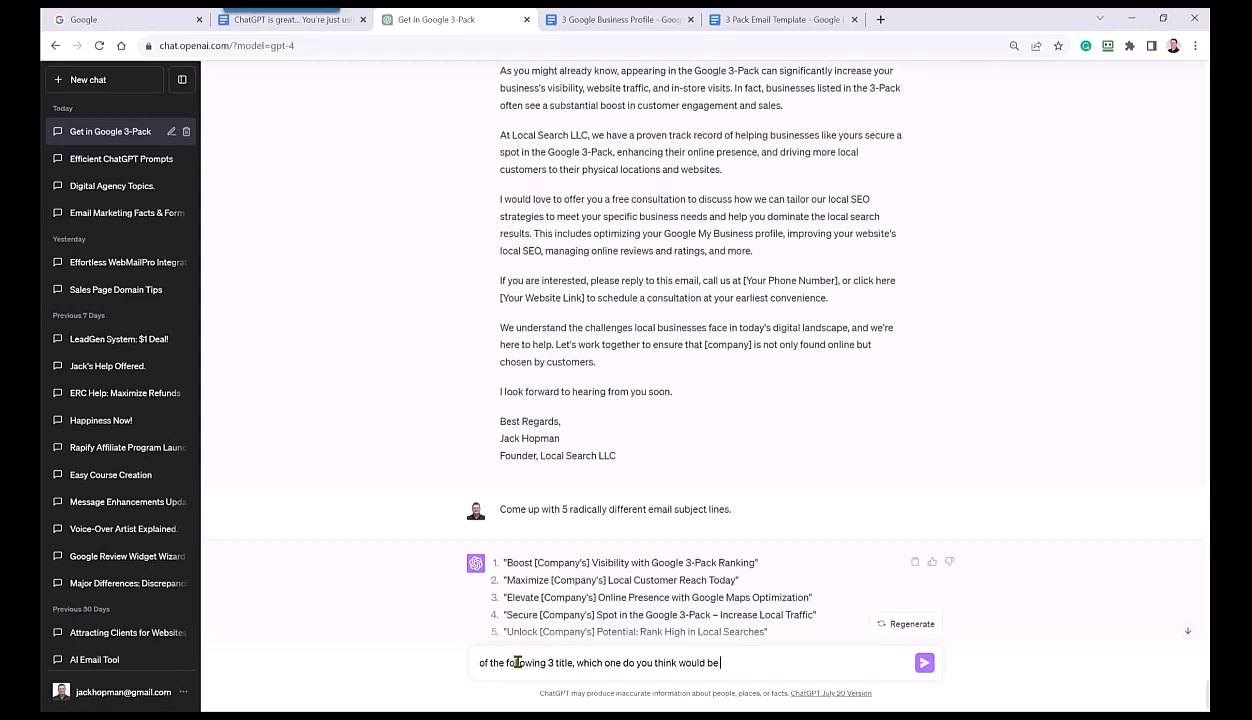 Google
ChatGPT is great... You're just usi
Get in Google 3-Pack
3 Google Business Profile - Goog
3 Pack Email Template - Google
chat.openai.com/?model=gpt-4
New chat
Today
Get in Google 3-Pack
Efficient ChatGPT Prompts
Digital Agency Topics.
Email Marketing Facts & Form
Yesterday
Effortless WebMailPro Integrat
Sales Page Domain Tips
Previous 7 Days
LeadGen System: $1 Deal!
Jack's Help Offered.
ERC Help: Maximize Refunds
Happiness Now!
Rapify Affiliate Program Laun
Easy Course Creation
Message Enhancements Upda
Voice-Over Artist Explained.
Google Review Widget Wizard
Major Differences: Discrepanc
Previous 30 Days
Attracting Clients for Websites
AI Email Tool
jackhopman@gmail.com
As you might already know, appearing in the Google 3-Pack can significantly increase your
business's visibility, website traffic, and in-store visits. In fact, businesses listed in the 3-Pack
often see a substantial boost in customer engagement and sales.
At Local Search LLC, we have a proven track record of helping businesses like yours secure a
spot in the Google 3-Pack, enhancing their online presence, and driving more local
customers to their physical locations and websites.
I would love to offer you a free consultation to discuss how we can tailor our local SEO
strategies to meet your specific business needs and help you dominate the local search
results. This includes optimizing your Google My Business profile, improving your website's
local SEO, managing online reviews and ratings, and more.
If you are interested, please reply to this email, call us at [Your Phone Number], or click here
[Your Website Link] to schedule a consultation at your earliest convenience.
We understand the challenges local businesses face in today's digital landscape, and we're
here to help. Let's work together to ensure that [company] is not only found online but
chosen by customers.
I look forward to hearing from you soon.
Best Regards,
Jack Hopman
Founder, Local Search LLC
Come up with 5 radically different email subject lines.
1. "Boost [Company's] Visibility with Google 3-Pack Ranking"
2. "Maximize [Company's] Local Customer Reach Today"
3. "Elevate [Company's] Online Presence with Google Maps Optimization"
4. "Secure [Company's] Spot in the Google 3-Pack – Increase Local Traffic"
5. "Unlock [Company's] Potential: Rank High in Local Searches"
Regenerate
of the following 3 title, which one do you think would be
ChatGPT may produce inaccurate information about people, places, or facts. ChatGPT July 20 Version